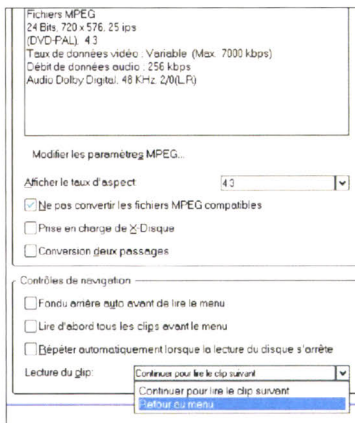 Fichiers MPEG
24 Bits, 720 x 576, 25 ips
(DVD-PAL), 4:3
Taux de données vidéo : Variable (Max. 7000 kbps)
Débit de données audio : 256 kbps
Audio Dolby Digital, 48 KHz, 2/0(L,R)
Modifier les paramètres MPEG...
Afficher le taux d'aspect
4:3
Ne pas convertir les fichiers MPEG compatibles
Prise en charge de X-Disque
Conversion deux passages
Contrôles de navigation
Fondu arrière auto avant de lire le menu
Lire d'abord tous les clips avant le menu
Répéter automatiquement lorsque la lecture du disque s'arrête
Lecture du clip:
Continuer pour lire le clip suivant
Continuer pour lire le clip suivant
Retour au menu